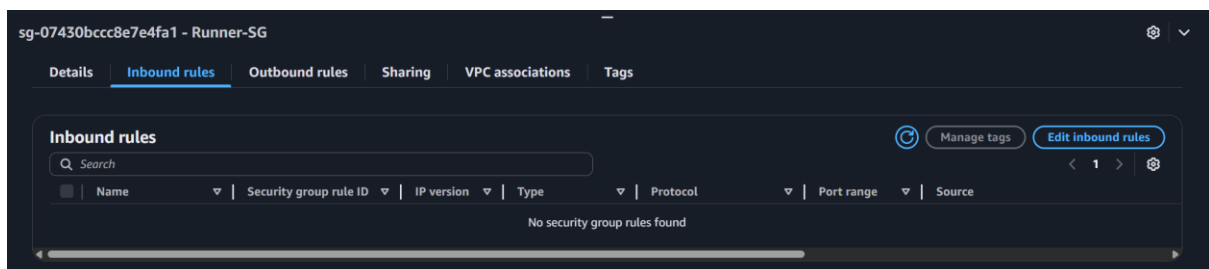 sg-07430bccc8e7e4fa1 - Runner-SG
Details Inbound rules Outbound rules Sharing VPC associations Tags
Inbound rules Manage tags Edit inbound rules
Search 1
Name Security group rule ID IP version Type Protocol Port range Source
No security group rules found